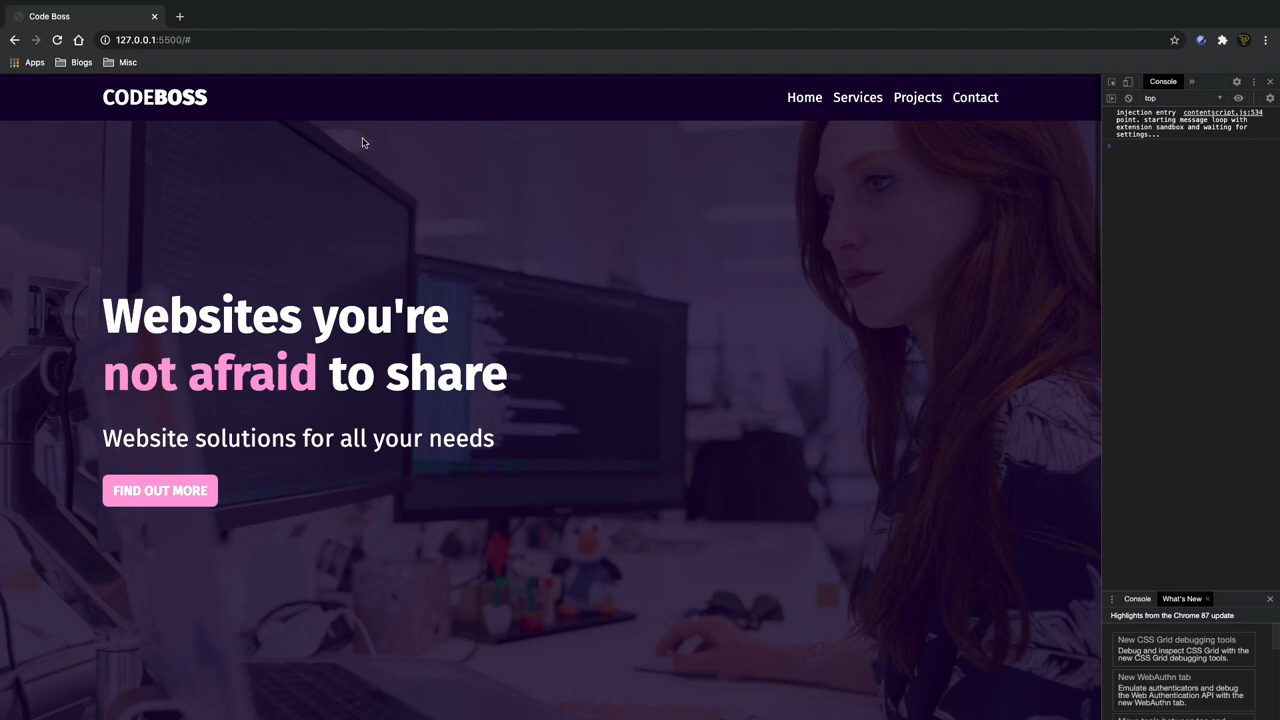 Code Boss
127.0.0.1:5500/#
Apps
Blogs
Misc
CODEBOSS
Home
Services
Projects
Contact
Websites you're
not afraid to share
Website solutions for all your needs
FIND OUT MORE
Console
top
injection entry contentscript.js:534
point. starting message loop with
extension sandbox and waiting for
settings...
Console
What's New
Highlights from the Chrome 87 update
New CSS Grid debugging tools
Debug and inspect CSS Grid with the
new CSS Grid debugging tools.
New WebAuthn tab
Emulate authenticators and debug
the Web Authentication API with the
new WebAuthn tab.